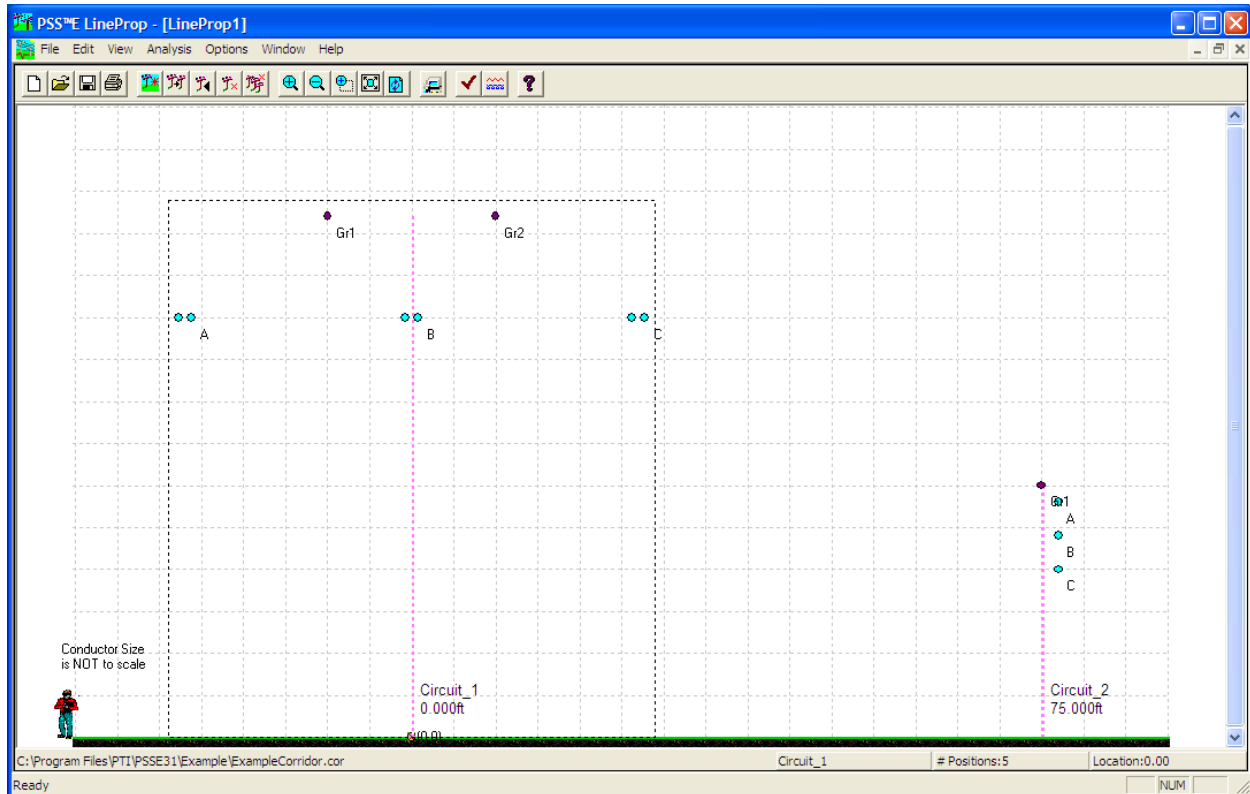 PSS™E LineProp - [LineProp1]
File Edit View Analysis Options Window Help
Gr1
Gr2
A
B
C
Gr1
A
B
C
Conductor Size
is NOT to scale
Circuit_1
0.000ft
Circuit_2
75.000ft
(0,0)
C:\Program Files\PTI\PSSE31\Example\ExampleCorridor.cor
Circuit_1
# Positions:5
Location:0.00
Ready
NUM